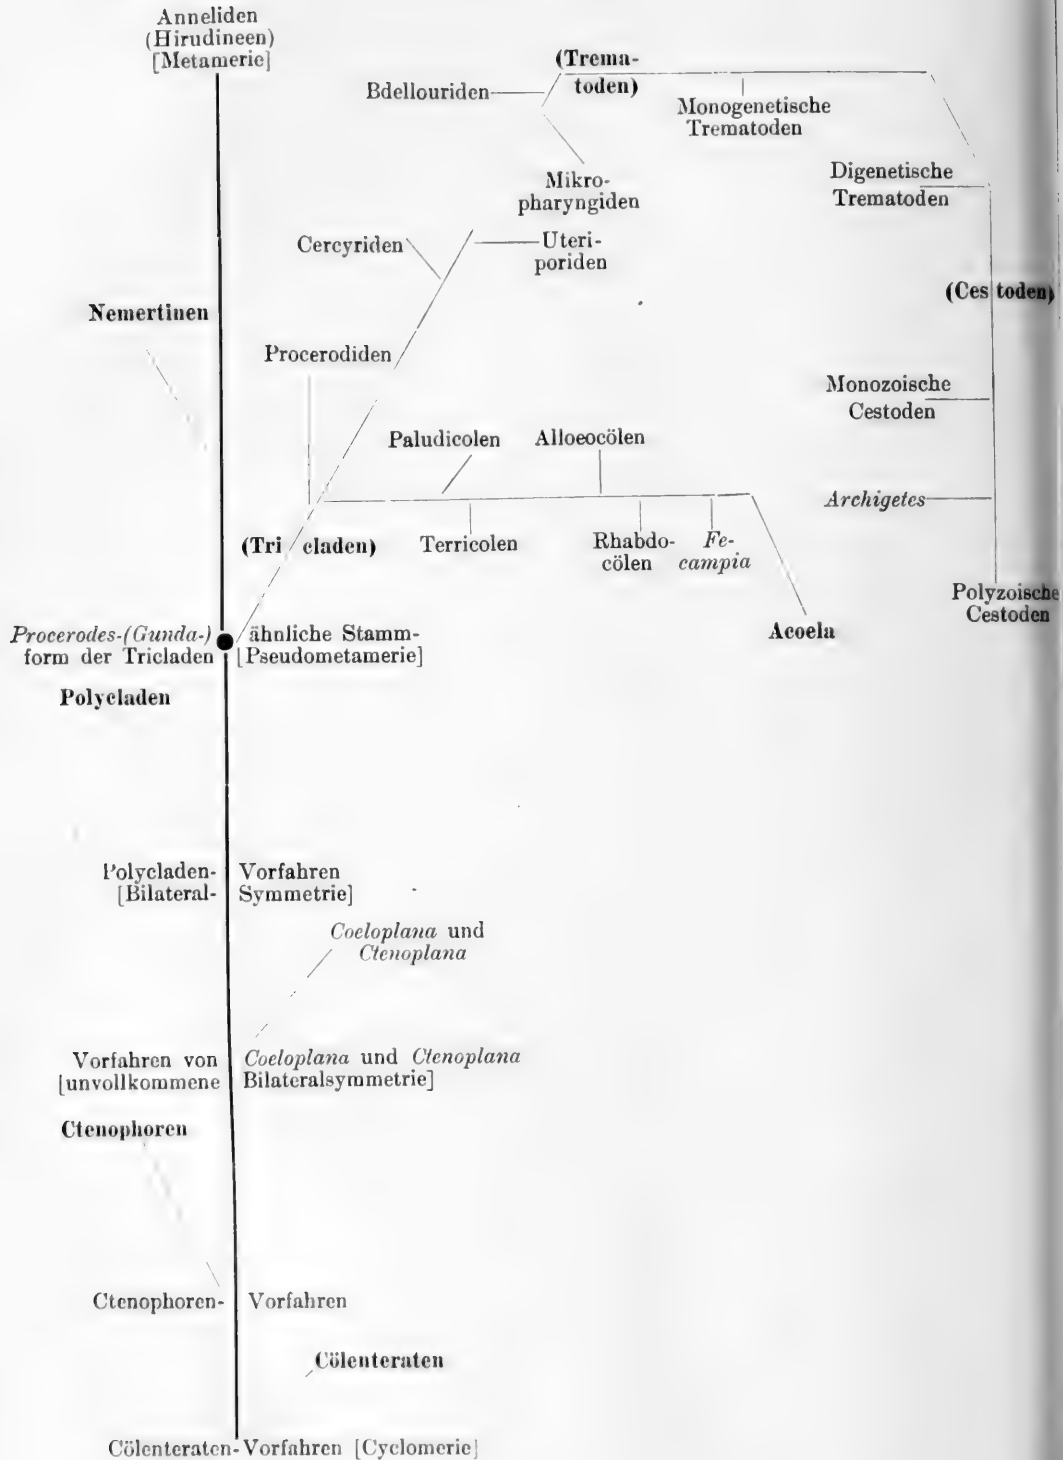 Anneliden
(Hirudineen)
[Metamerie]
(Trema-
toden)
Bdellouriden
Monogenetische
Trematoden
Mikro-
pharyngiden
Digenetische
Trematoden
Cercyriden
Uteri-
poriden
(Ces toden)
Nemertinen
Procerodiden
Monozoische
Cestoden
Paludicolen
Alloeocölen
Archigetes
(Tri claden)
Terricolen
Rhabdo-
cölen
Fe-
campia
Polyzoische
Cestoden
Acoela
Procerodes-(Gunda-) ähnliche Stamm-
form der Tricladen [Pseudometamerie]
Polycladen
Polycladen- Vorfahren
[Bilateral- Symmetrie]
Coeloplana und
Ctenoplana
Vorfahren von Coeloplana und Ctenoplana
[unvollkommene Bilateralsymmetrie]
Ctenophoren
Ctenophoren- Vorfahren
Cölenteraten
Cölenteraten-Vorfahren [Cyclomerie]